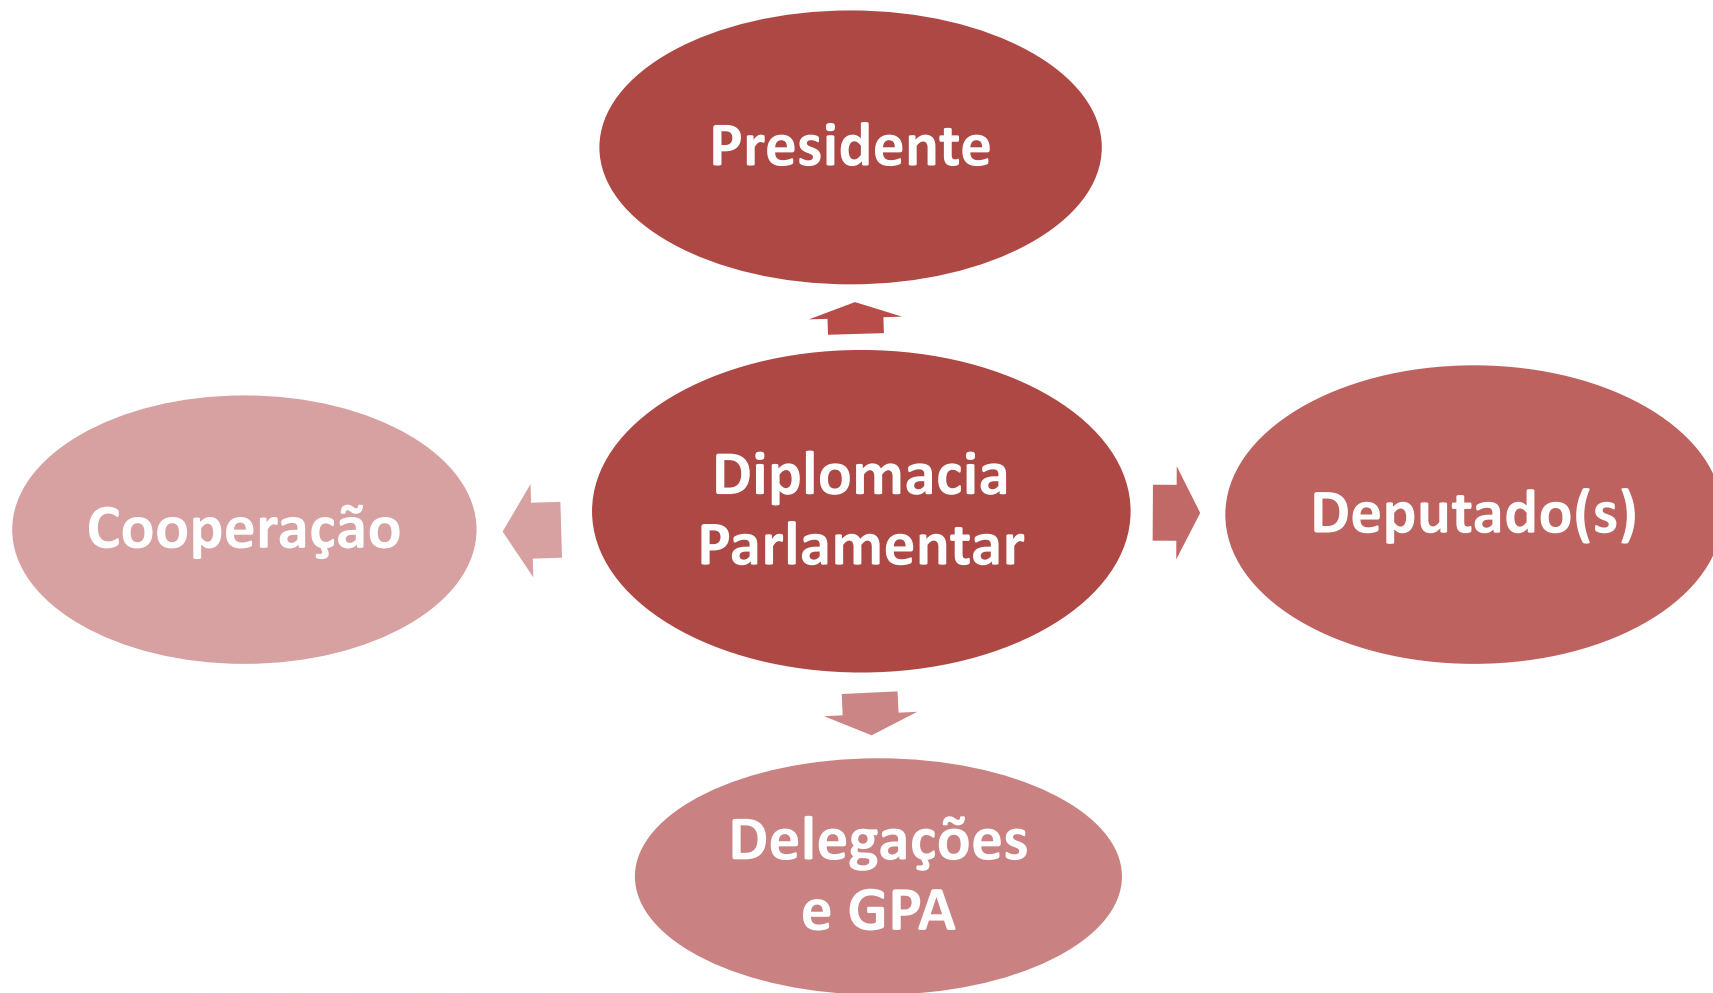 Presidente
Diplomacia
Parlamentar
Cooperação
Deputado(s)
Delegações
e GPA